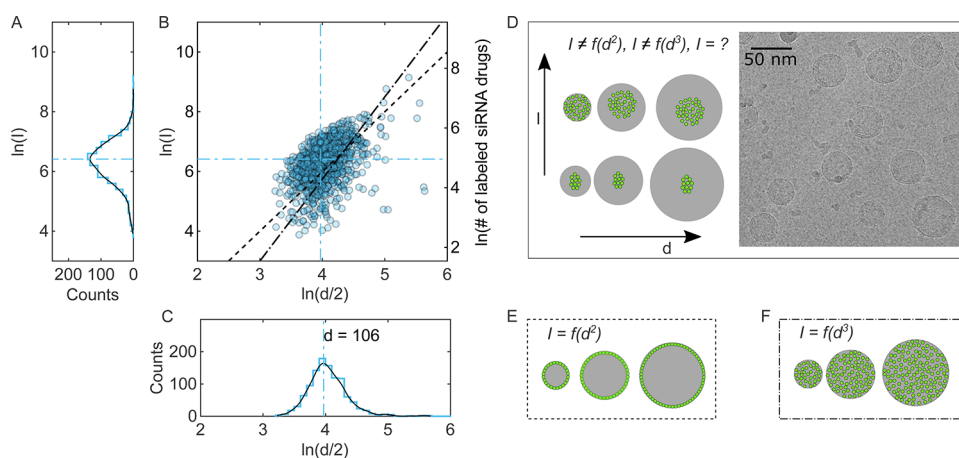 A
ln(I)
10
8
6
4
200 100 0
Counts
B
10
8
6
4
8
6
4
2
ln(# of labeled siRNA drugs)
2 3 4 5 6
ln(d/2)
C
d = 106
Counts
200
100
0
2 3 4 5 6
ln(d/2)
D
I ≠ f(d²), I ≠ f(d³), I = ?
I
d
50 nm
E
I = f(d²)
F
I = f(d³)